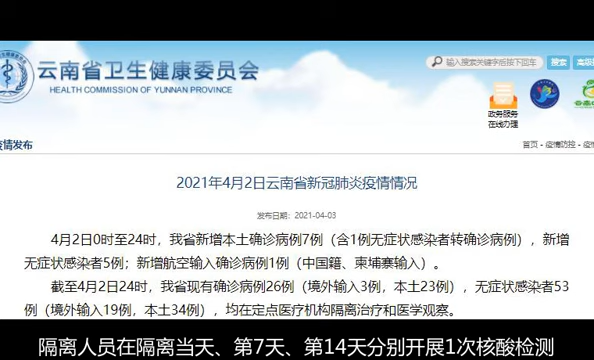 云南省卫生健康委员会
HEALTH COMMISSION OF YUNNAN PROVINCE
输入搜索关键字后按下回车
搜索
高级
政务服务
在线办理
疫情发布
首页 - 疫情防控 - 疫情
2021年4月2日云南省新冠肺炎疫情情况
发布日期：2021-04-03
4月2日0时至24时，我省新增本土确诊病例7例（含1例无症状感染者转确诊病例），新增
无症状感染者5例；新增航空输入确诊病例1例（中国籍、柬埔寨输入）。
截至4月2日24时，我省现有确诊病例26例（境外输入3例，本土23例），无症状感染者53
例（境外输入19例，本土34例），均在定点医疗机构隔离治疗和医学观察。
隔离人员在隔离当天、第7天、第14天分别开展1次核酸检测